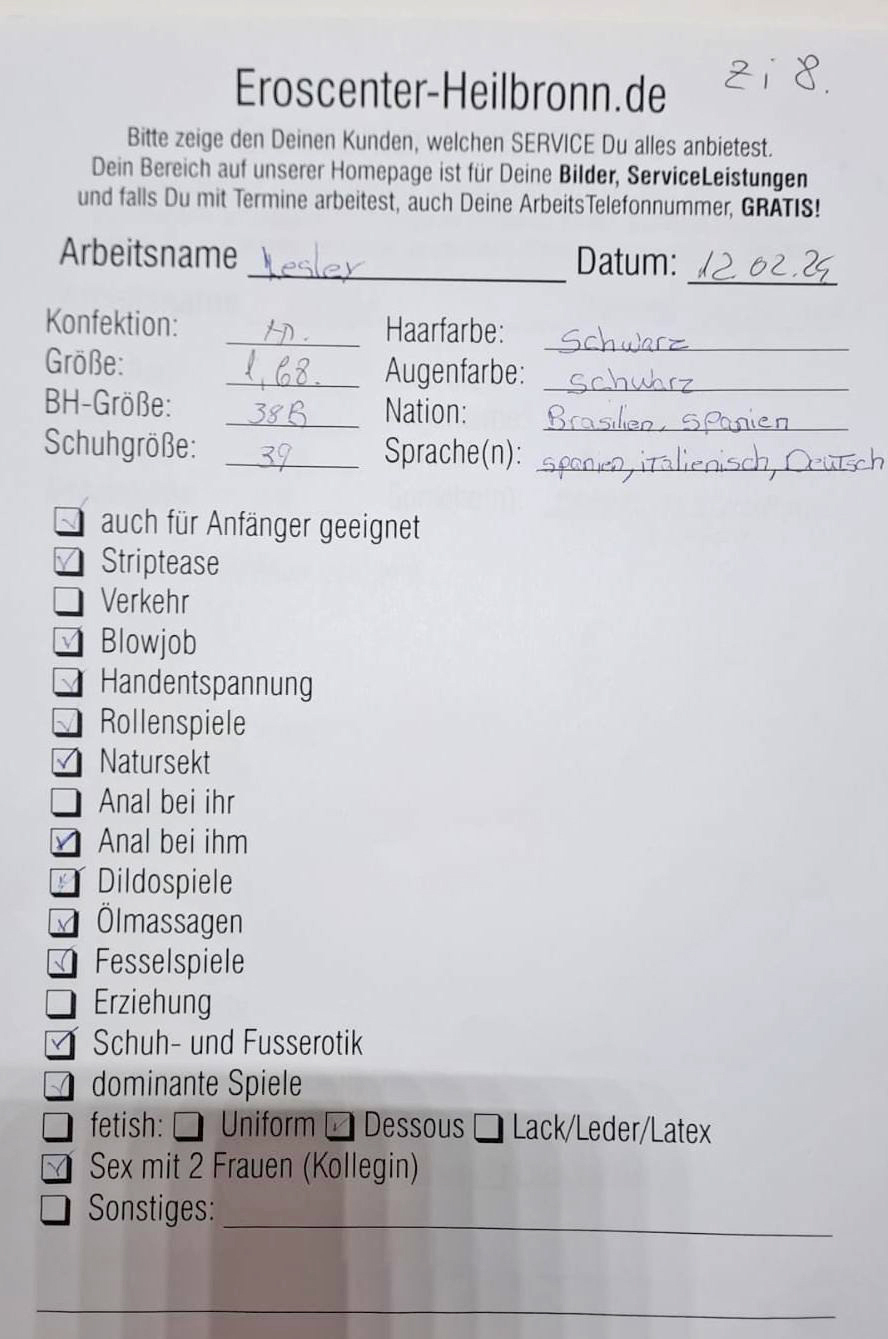 Eroscenter-Heilbronn.de
Zi 8.
Bitte zeige den Deinen Kunden, welchen SERVICE Du alles anbietest.
Dein Bereich auf unserer Homepage ist für Deine Bilder, ServiceLeistungen
und falls Du mit Termine arbeitest, auch Deine ArbeitsTelefonnummer, GRATIS!
Arbeitsname Datum: 12.02.24
Konfektion: Haarfarbe: Schwarz
Größe: 1,68. Augenfarbe: schwarz
BH-Größe: 38B Nation: Brasilien, spanien
Schuhgröße: 39 Sprache(n): spanien, italienisch, Deutsch
auch für Anfänger geeignet
Striptease
Verkehr
Blowjob
Handentspannung
Rollenspiele
Natursekt
Anal bei ihr
Anal bei ihm
Dildospiele
Ölmassagen
Fesselspiele
Erziehung
Schuh- und Fusserotik
dominante Spiele
fetish: Uniform Dessous Lack/Leder/Latex
Sex mit 2 Frauen (Kollegin)
Sonstiges: